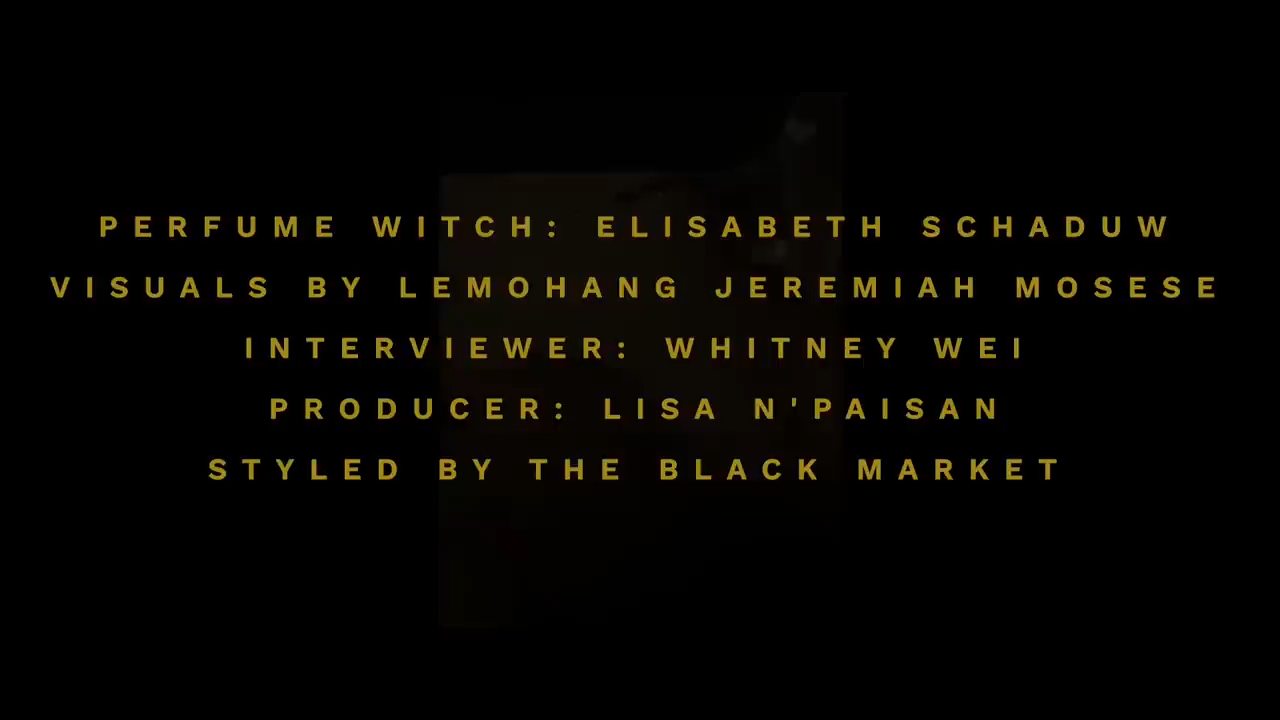 PERFUME WITCH: ELISABETH SCHADUW
VISUALS BY LEMOHANG JEREMIAH MOSESE
INTERVIEWER: WHITNEY WEI
PRODUCER: LISA N'PAISAN
STYLED BY THE BLACK MARKET